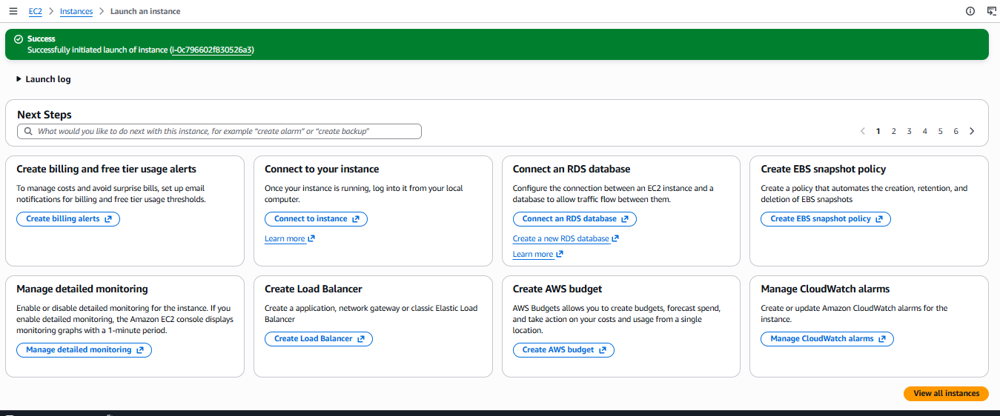 EC2 > Instances > Launch an instance
Success
Successfully initiated launch of instance (i-0c796602f830526a3)
Launch log
Next Steps
What would you like to do next with this instance, for example “create alarm” or “create backup”
1 2 3 4 5 6
Create billing and free tier usage alerts
To manage costs and avoid surprise bills, set up email
notifications for billing and free tier usage thresholds.
Create billing alerts
Connect to your instance
Once your instance is running, log into it from your local
computer.
Connect to instance
Learn more
Connect an RDS database
Configure the connection between an EC2 instance and a
database to allow traffic flow between them.
Connect an RDS database
Create a new RDS database
Learn more
Create EBS snapshot policy
Create a policy that automates the creation, retention, and
deletion of EBS snapshots
Create EBS snapshot policy
Manage detailed monitoring
Enable or disable detailed monitoring for the instance. If you
enable detailed monitoring, the Amazon EC2 console displays
monitoring graphs with a 1-minute period.
Manage detailed monitoring
Create Load Balancer
Create a application, network gateway or classic Elastic Load
Balancer
Create Load Balancer
Create AWS budget
AWS Budgets allows you to create budgets, forecast spend,
and take action on your costs and usage from a single
location.
Create AWS budget
Manage CloudWatch alarms
Create or update Amazon CloudWatch alarms for the
instance.
Manage CloudWatch alarms
View all instances